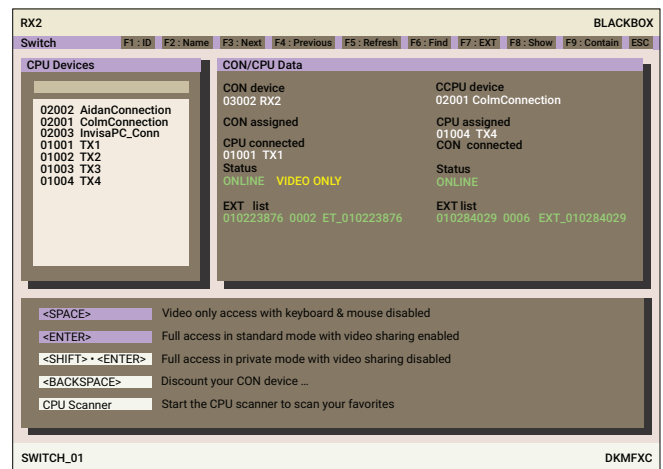 RX2 BLACKBOX
Switch F1 : ID F2 : Name F3 : Next F4 : Previous F5 : Refresh F6 : Find F7 : EXT F8 : Show F9 : Contain ESC
CPU Devices
02002 AidanConnection
02001 ColmConnection
02003 InvisaPC_Conn
01001 TX1
01002 TX2
01003 TX3
01004 TX4
CON/CPU Data
CON device
03002 RX2
CON assigned
CPU connected
01001 TX1
Status
ONLINE VIDEO ONLY
EXT list
010223876 0002 ET_010223876
CCPU device
02001 ColmConnection
CPU assigned
01004 TX4
CON connected
Status
ONLINE
EXT list
010284029 0006 EXT_010284029
<SPACE> Video only access with keyboard & mouse disabled
<ENTER> Full access in standard mode with video sharing enabled
<SHIFT> • <ENTER> Full access in private mode with video sharing disabled
<BACKSPACE> Discount your CON device ...
CPU Scanner Start the CPU scanner to scan your favorites
SWITCH_01 DKMFXC